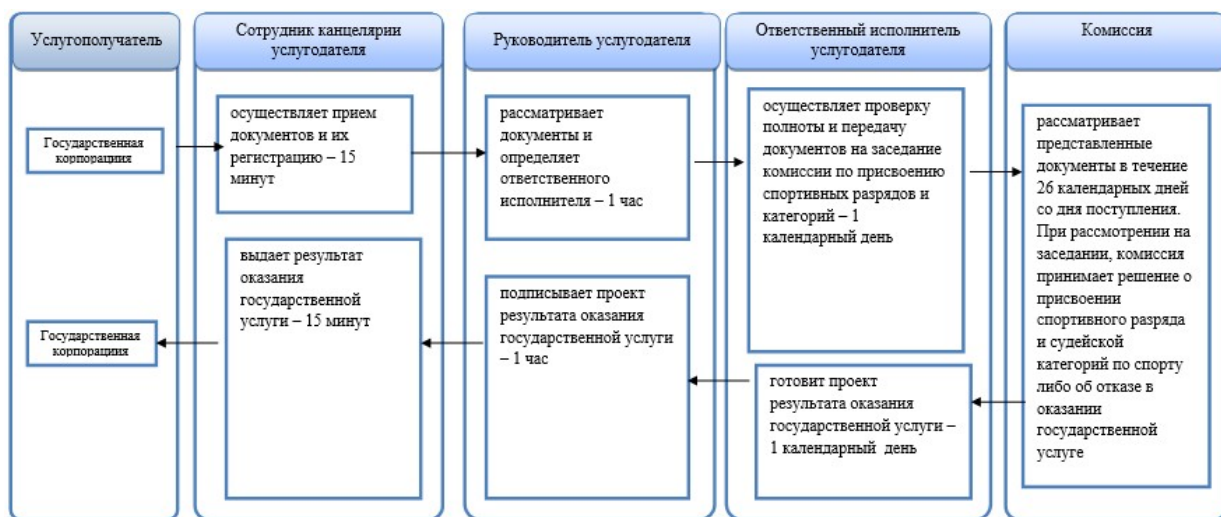 Услугополучатель
Сотрудник канцелярии
услугодателя
Руководитель услугодателя
Ответственный исполнитель
услугодателя
Комиссия
Государственная
корпорациия
осуществляет прием
документов и их
регистрацию – 15
минут
рассматривает
документы и
определяет
ответственного
исполнителя – 1 час
осуществляет проверку
полноты и передачу
документов на заседание
комиссии по присвоению
спортивных разрядов и
категорий – 1
календарный день
рассматривает
представленные
документы в течение
26 календарных дней
со дня поступления.
При рассмотрении на
заседании, комиссия
принимает решение о
присвоении
спортивного разряда
и судейской
категорий по спорту
либо об отказе в
оказании
государственной
услуге
готовит проект
результата оказания
государственной услуги –
1 календарный день
подписывает проект
результата оказания
государственной услуги
– 1 час
выдает результат
оказания
государственной
услуги – 15 минут
Государственная
корпорациия